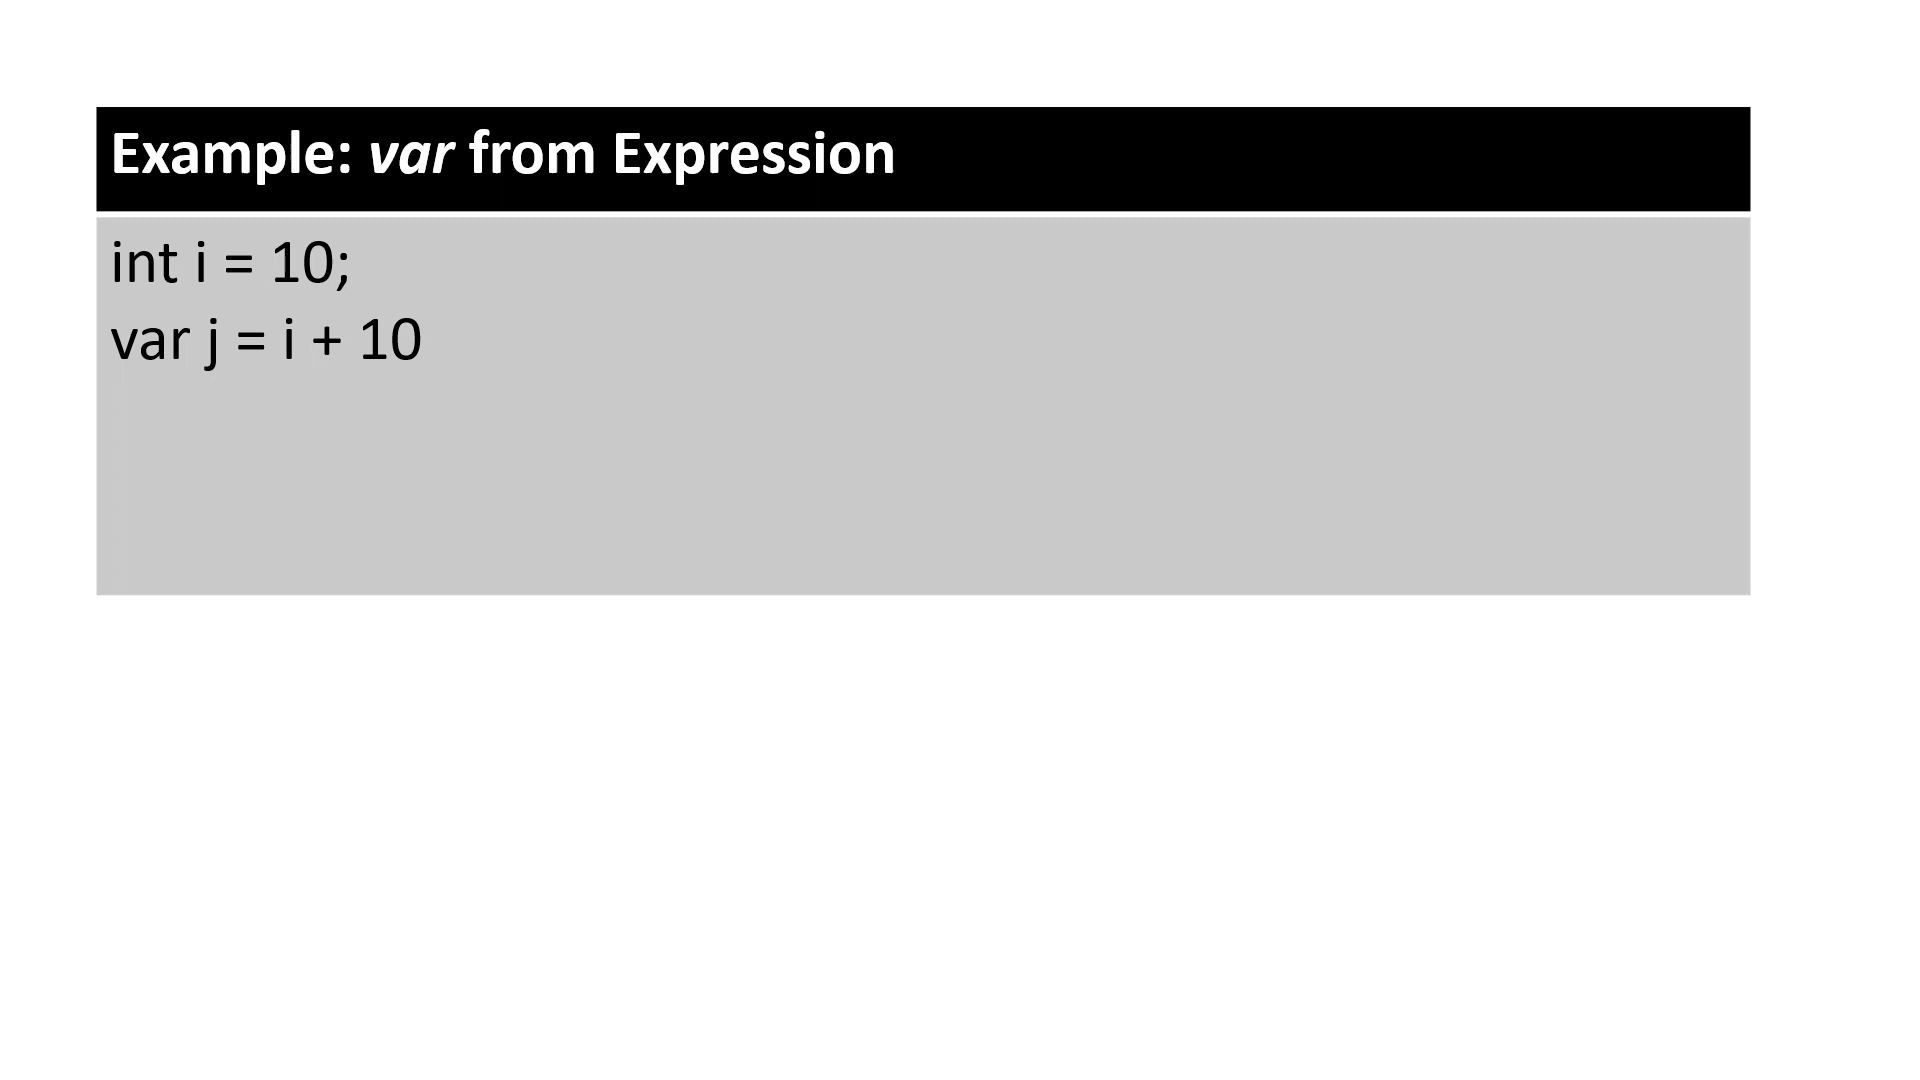 Example: var from Expression
int i = 10;
var j = i + 10